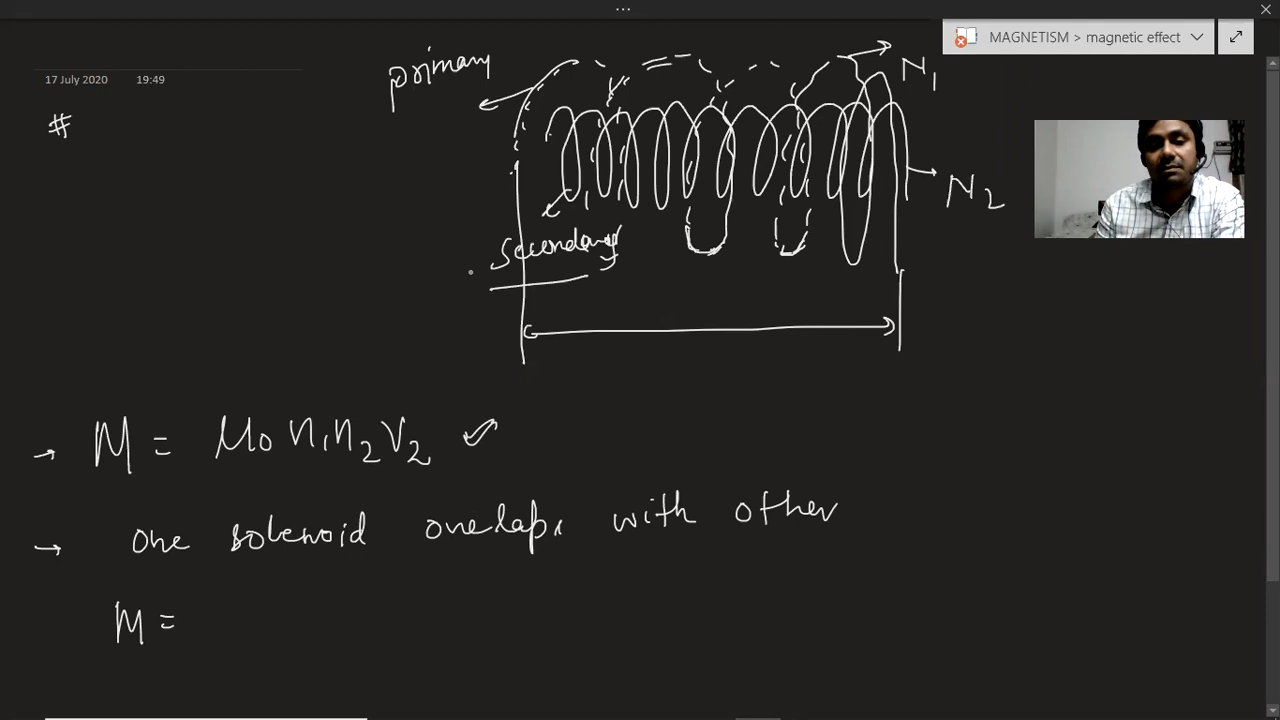 MAGNETISM > magnetic effect
17 July 2020 19:49
#
primary
N1
N2
Secondary
→ M = μ0 n1n2V2 ✓
→ one solenoid overlaps with other
M =